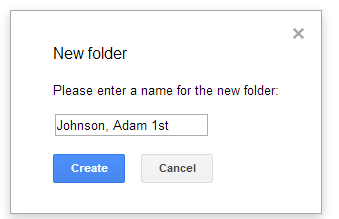 New folder
Please enter a name for the new folder:
Johnson, Adam 1st
Create Cancel